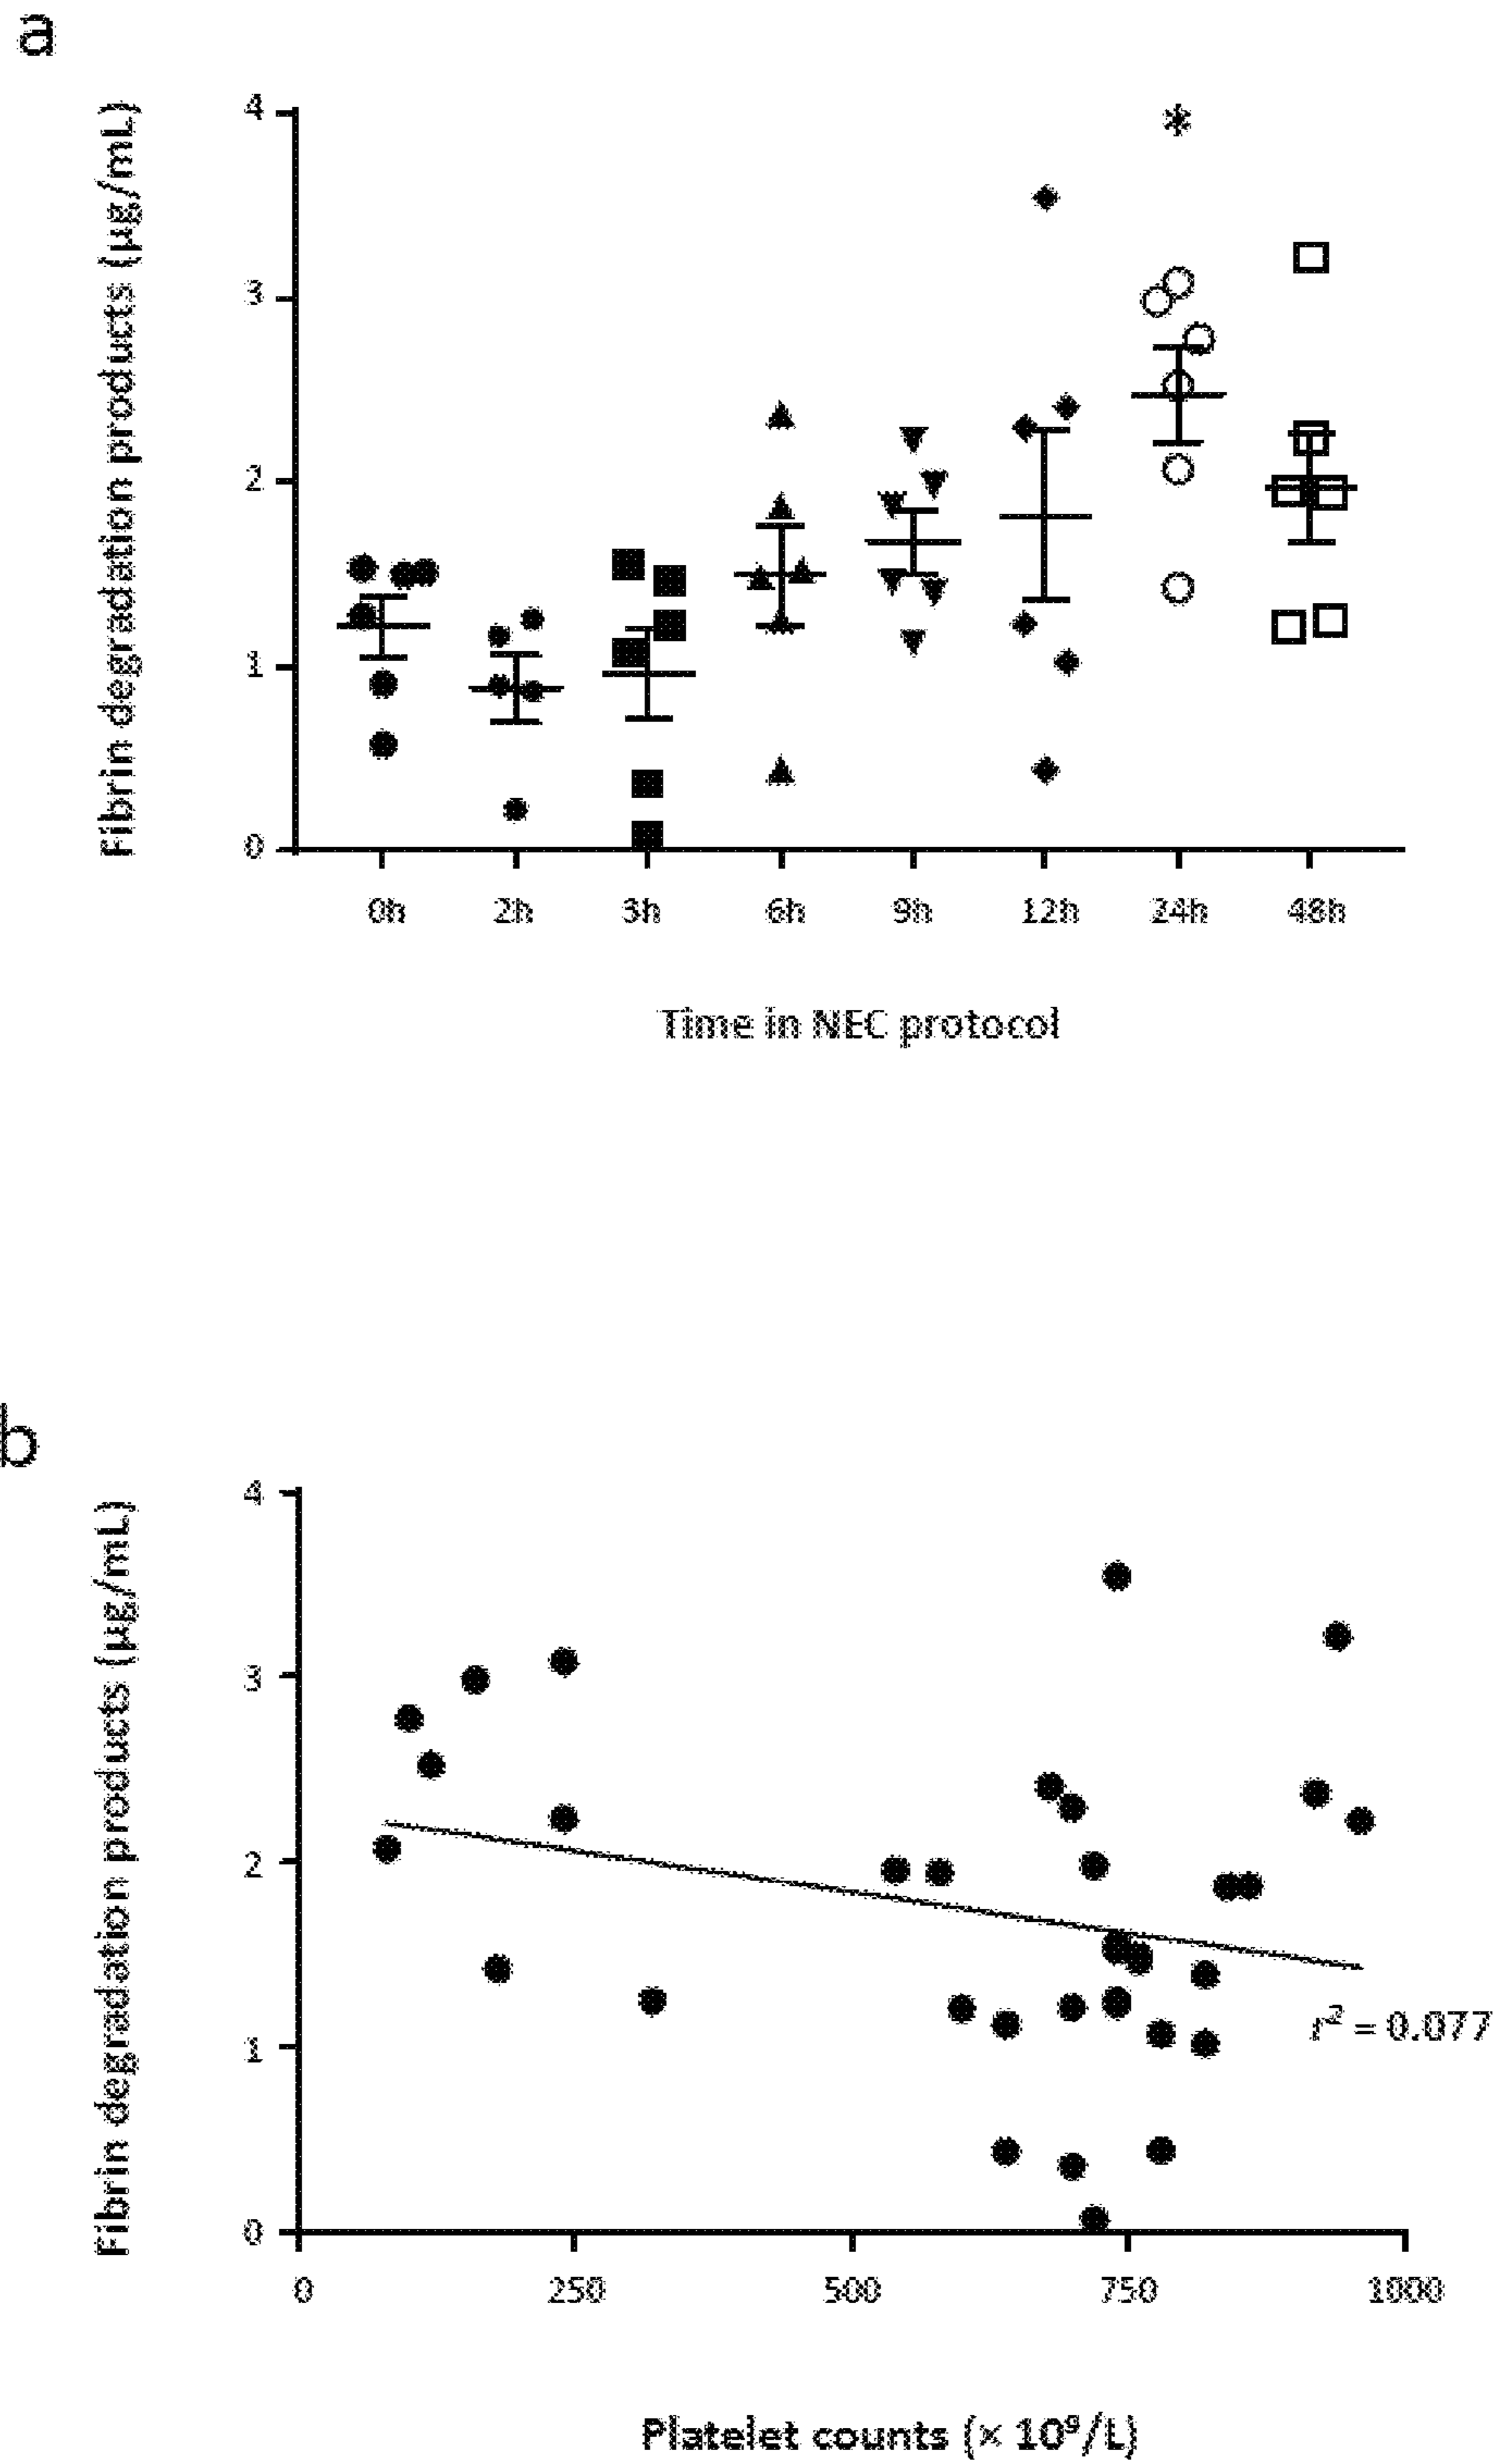 a
Fibrin degradation products (µg/mL)
4
3
2
1
0
*
0h 2h 3h 6h 9h 12h 24h 48h
Time in NEC protocol
b
Fibrin degradation products (µg/mL)
4
3
2
1
0
r² = 0.077
0 250 500 750 1000
Platelet counts (× 10⁹/L)